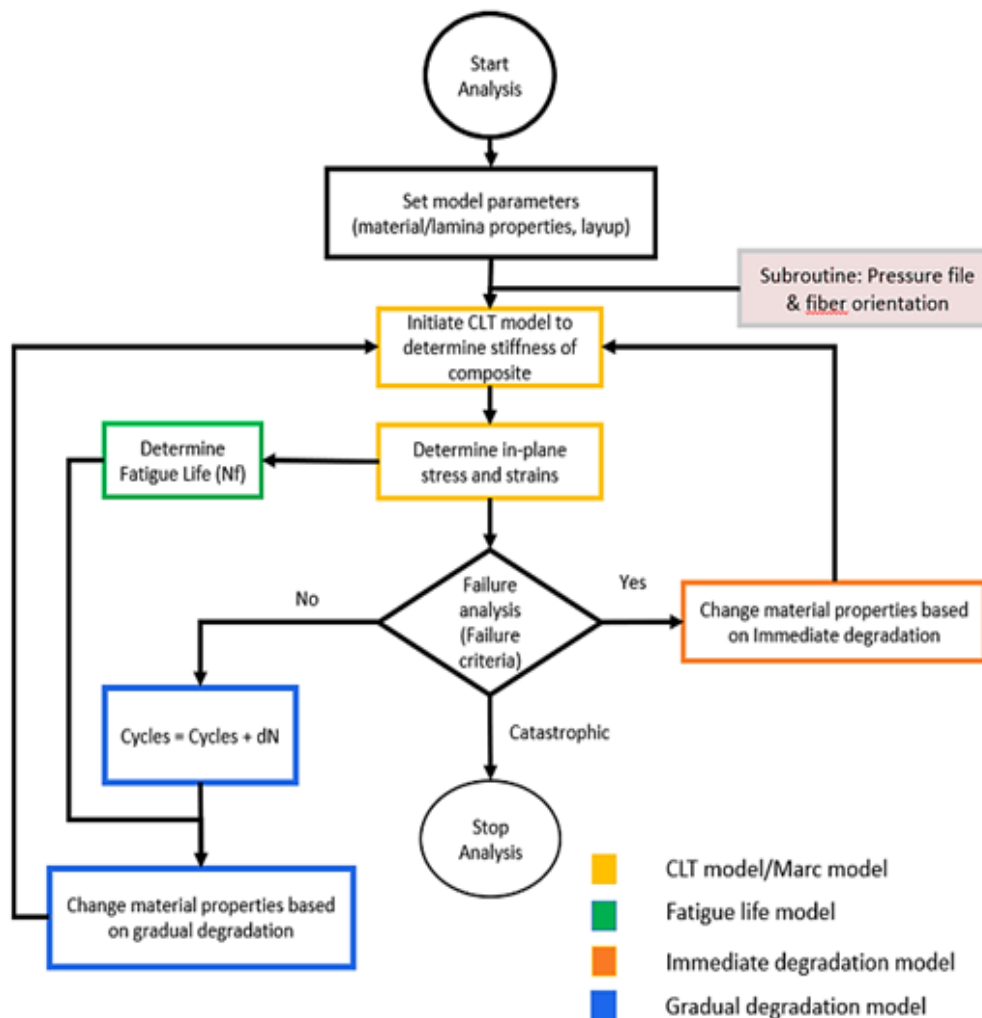 Start
Analysis
Set model parameters
(material/lamina properties, layup)
Subroutine: Pressure file
& fiber orientation
Initiate CLT model to
determine stiffness of
composite
Determine
Fatigue Life (Nf)
Determine in-plane
stress and strains
No
Failure
analysis
(Failure
criteria)
Yes
Change material properties based
on Immediate degradation
Cycles = Cycles + dN
Catastrophic
Stop
Analysis
Change material properties based
on gradual degradation
CLT model/Marc model
Fatigue life model
Immediate degradation model
Gradual degradation model